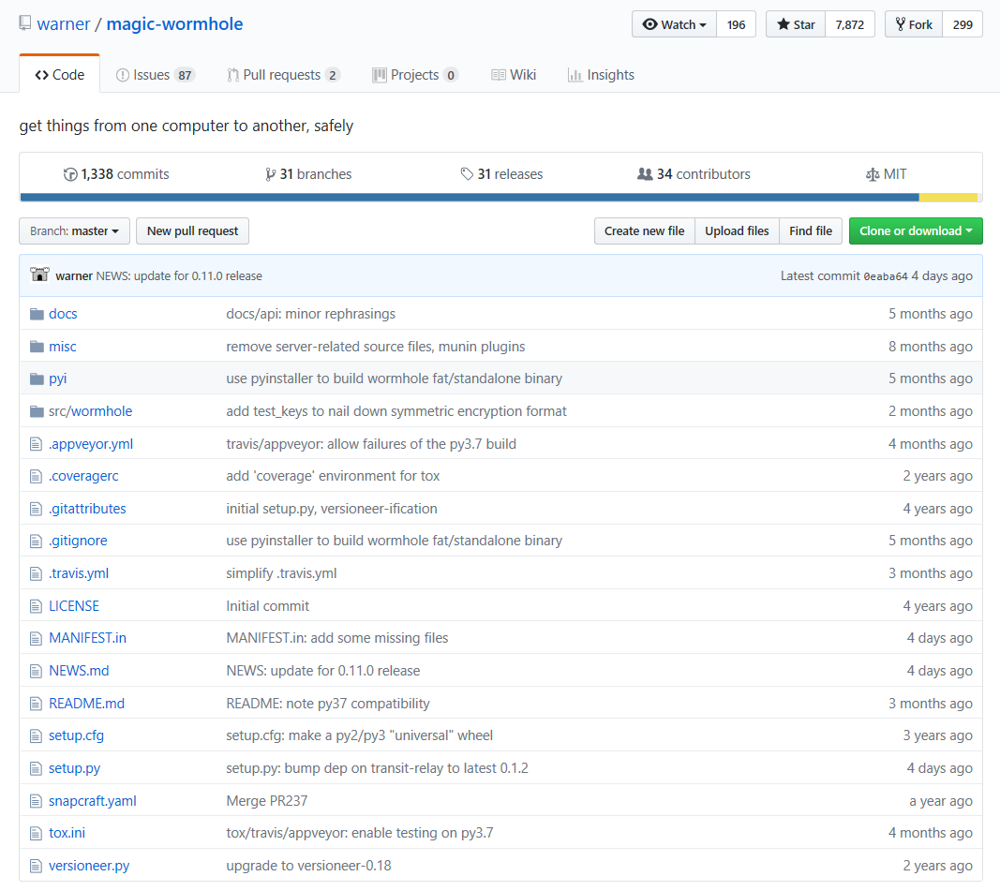 warner / magic-wormhole Watch 196 Star 7,872 Fork 299
Code Issues 87 Pull requests 2 Projects 0 Wiki Insights
get things from one computer to another, safely
1,338 commits 31 branches 31 releases 34 contributors MIT
Branch: master New pull request Create new file Upload files Find file Clone or download
warner NEWS: update for 0.11.0 release Latest commit 0eaba64 4 days ago
docs docs/api: minor rephrasings 5 months ago
misc remove server-related source files, munin plugins 8 months ago
pyi use pyinstaller to build wormhole fat/standalone binary 5 months ago
src/wormhole add test_keys to nail down symmetric encryption format 2 months ago
.appveyor.yml travis/appveyor: allow failures of the py3.7 build 4 months ago
.coveragerc add 'coverage' environment for tox 2 years ago
.gitattributes initial setup.py, versioneer-ification 4 years ago
.gitignore use pyinstaller to build wormhole fat/standalone binary 5 months ago
.travis.yml simplify .travis.yml 3 months ago
LICENSE Initial commit 4 years ago
MANIFEST.in MANIFEST.in: add some missing files 4 days ago
NEWS.md NEWS: update for 0.11.0 release 4 days ago
README.md README: note py37 compatibility 3 months ago
setup.cfg setup.cfg: make a py2/py3 "universal" wheel 3 years ago
setup.py setup.py: bump dep on transit-relay to latest 0.1.2 4 days ago
snapcraft.yaml Merge PR237 a year ago
tox.ini tox/travis/appveyor: enable testing on py3.7 4 months ago
versioneer.py upgrade to versioneer-0.18 2 years ago